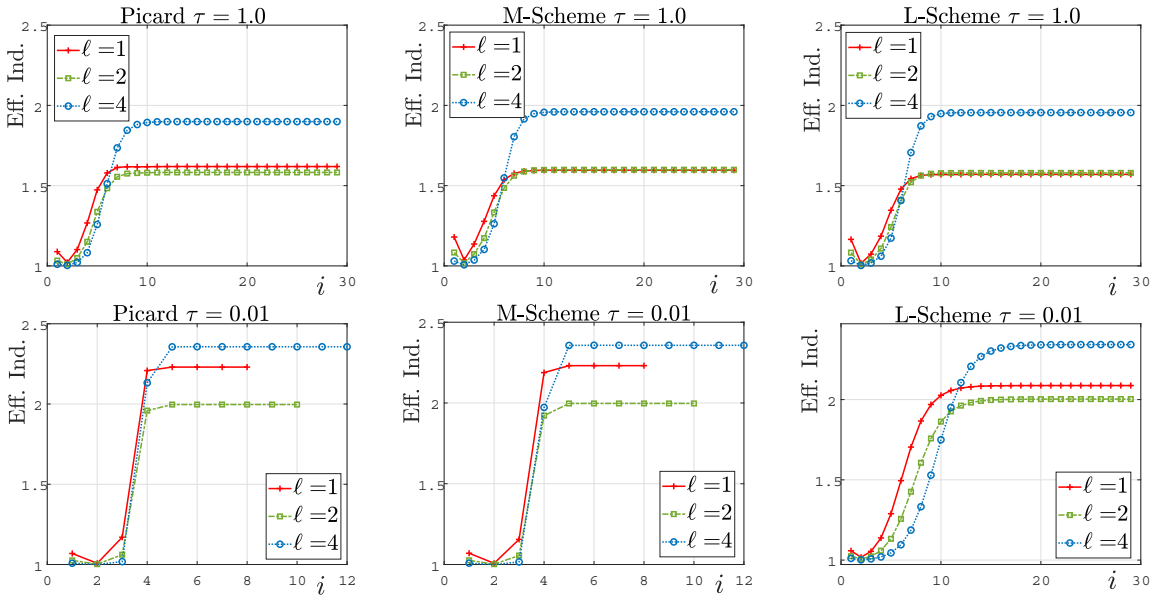 Picard τ = 1.0
2.5
2
1.5
1
Eff. Ind.
ℓ =1
ℓ =2
ℓ =4
0 10 20 30
i
M-Scheme τ = 1.0
2.5
2
1.5
1
Eff. Ind.
ℓ =1
ℓ =2
ℓ =4
0 10 20 30
i
L-Scheme τ = 1.0
2.5
2
1.5
1
Eff. Ind.
ℓ =1
ℓ =2
ℓ =4
0 10 20 30
i
Picard τ = 0.01
2.5
2
1.5
1
Eff. Ind.
ℓ =1
ℓ =2
ℓ =4
0 2 4 6 8 10 12
i
M-Scheme τ = 0.01
2.5
2
1.5
1
Eff. Ind.
ℓ =1
ℓ =2
ℓ =4
0 2 4 6 8 10 12
i
L-Scheme τ = 0.01
2.5
2
1.5
1
Eff. Ind.
ℓ =1
ℓ =2
ℓ =4
0 10 20 30
i